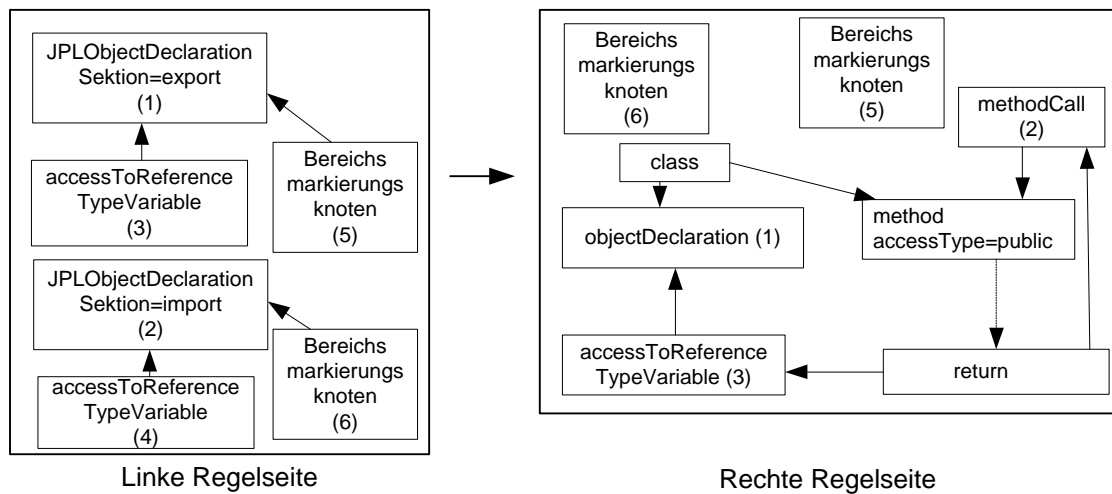 JPLObjectDeclaration
Sektion=export
(1)
accessToReference
TypeVariable
(3)
Bereichs
markierungs
knoten
(5)
JPLObjectDeclaration
Sektion=import
(2)
accessToReference
TypeVariable
(4)
Bereichs
markierungs
knoten
(6)
Linke Regelseite
Bereichs
markierungs
knoten
(6)
Bereichs
markierungs
knoten
(5)
methodCall
(2)
class
method
accessType=public
objectDeclaration (1)
accessToReference
TypeVariable (3)
return
Rechte Regelseite